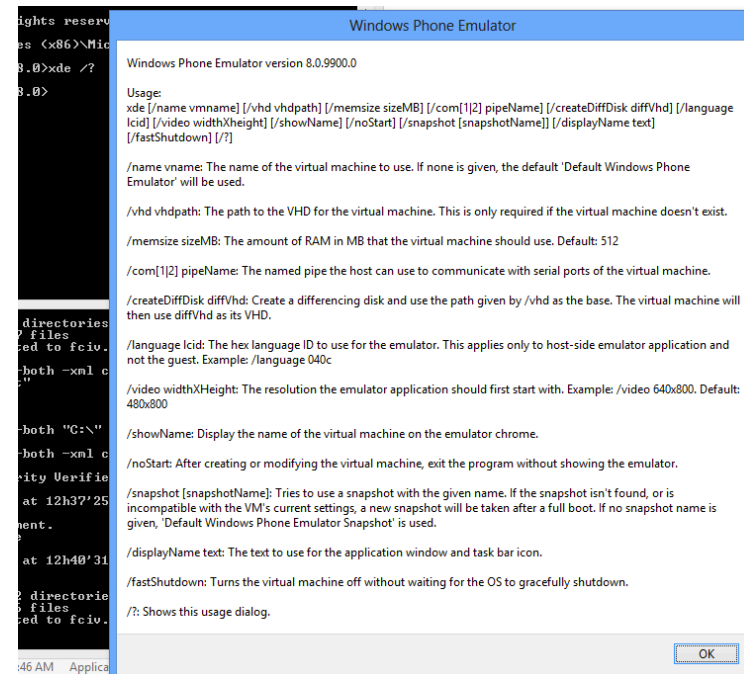 ights reserv
es (x86)\Mic
8.0>xde /?
8.0>
directories
files
ted to fciv.
-both -xml c
"
-both "C:\"
-both -xml c
rity Verifie
at 12h37'25
ment.
e
at 12h40'31
2 directorie
files
ted to fciv.
:46 AM Applica
Windows Phone Emulator
Windows Phone Emulator version 8.0.9900.0
Usage:
xde [/name vmname] [/vhd vhdpath] [/memsize sizeMB] [/com[1|2] pipeName] [/createDiffDisk diffVhd] [/language
lcid] [/video widthXheight] [/showName] [/noStart] [/snapshot [snapshotName]] [/displayName text]
[/fastShutdown] [/?]
/name vname: The name of the virtual machine to use. If none is given, the default 'Default Windows Phone
Emulator' will be used.
/vhd vhdpath: The path to the VHD for the virtual machine. This is only required if the virtual machine doesn't exist.
/memsize sizeMB: The amount of RAM in MB that the virtual machine should use. Default: 512
/com[1|2] pipeName: The named pipe the host can use to communicate with serial ports of the virtual machine.
/createDiffDisk diffVhd: Create a differencing disk and use the path given by /vhd as the base. The virtual machine will
then use diffVhd as its VHD.
/language lcid: The hex language ID to use for the emulator. This applies only to host-side emulator application and
not the guest. Example: /language 040c
/video widthXHeight: The resolution the emulator application should first start with. Example: /video 640x800. Default:
480x800
/showName: Display the name of the virtual machine on the emulator chrome.
/noStart: After creating or modifying the virtual machine, exit the program without showing the emulator.
/snapshot [snapshotName]: Tries to use a snapshot with the given name. If the snapshot isn't found, or is
incompatible with the VM's current settings, a new snapshot will be taken after a full boot. If no snapshot name is
given, 'Default Windows Phone Emulator Snapshot' is used.
/displayName text: The text to use for the application window and task bar icon.
/fastShutdown: Turns the virtual machine off without waiting for the OS to gracefully shutdown.
/?: Shows this usage dialog.
OK